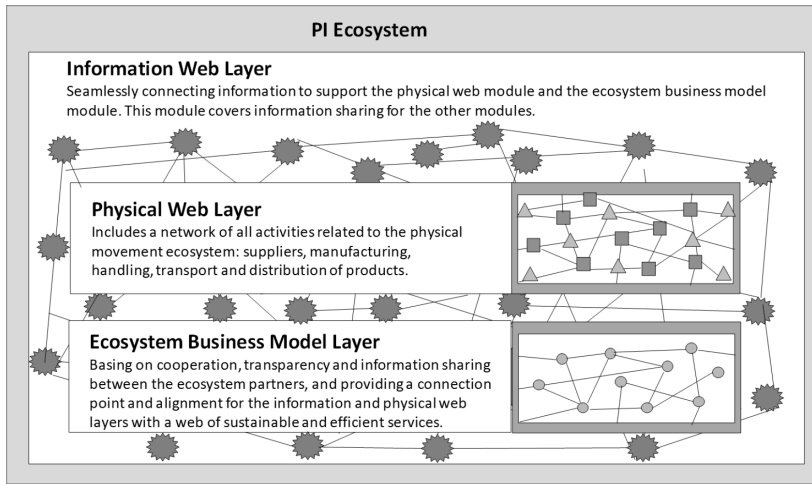 PI Ecosystem
Information Web Layer
Seamlessly connecting information to support the physical web module and the ecosystem business model
module. This module covers information sharing for the other modules.
Physical Web Layer
Includes a network of all activities related to the physical
movement ecosystem: suppliers, manufacturing,
handling, transport and distribution of products.
Ecosystem Business Model Layer
Basing on cooperation, transparency and information sharing
between the ecosystem partners, and providing a connection
point and alignment for the information and physical web
layers with a web of sustainable and efficient services.